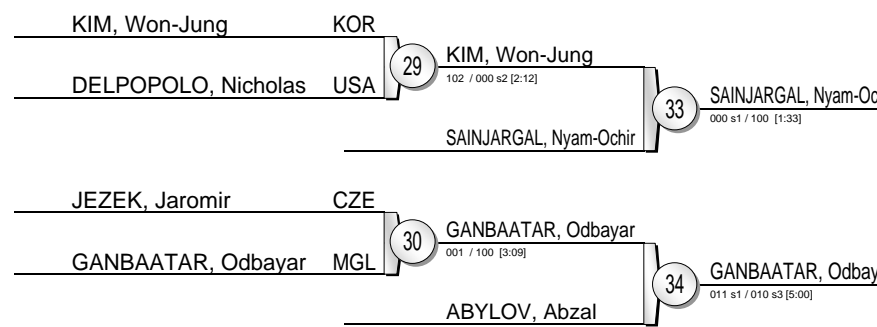 KIM, Won-Jung KOR
29
KIM, Won-Jung
102 / 000 s2 [2:12]
DELPOPOLO, Nicholas USA
33
SAINJARGAL, Nyam-Oc
000 s1 / 100 [1:33]
SAINJARGAL, Nyam-Ochir
JEZEK, Jaromir CZE
30
GANBAATAR, Odbayar
001 / 100 [3:09]
GANBAATAR, Odbayar MGL
34
GANBAATAR, Odbay
011 s1 / 010 s3 [5:00]
ABYLOV, Abzal